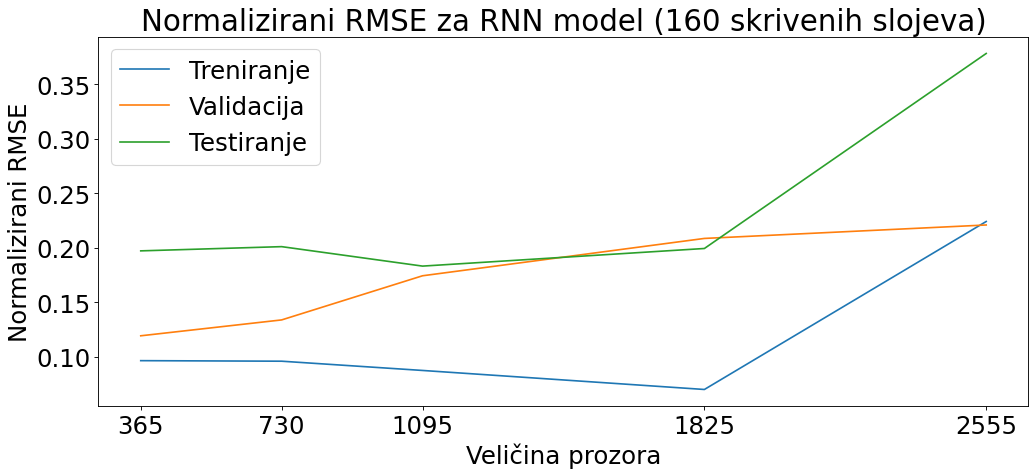 Normalizirani RMSE za RNN model (160 skrivenih slojeva)
Treniranje
Validacija
Testiranje
Normalizirani RMSE
0.35
0.30
0.25
0.20
0.15
0.10
365 730 1095 1825 2555
Veličina prozora